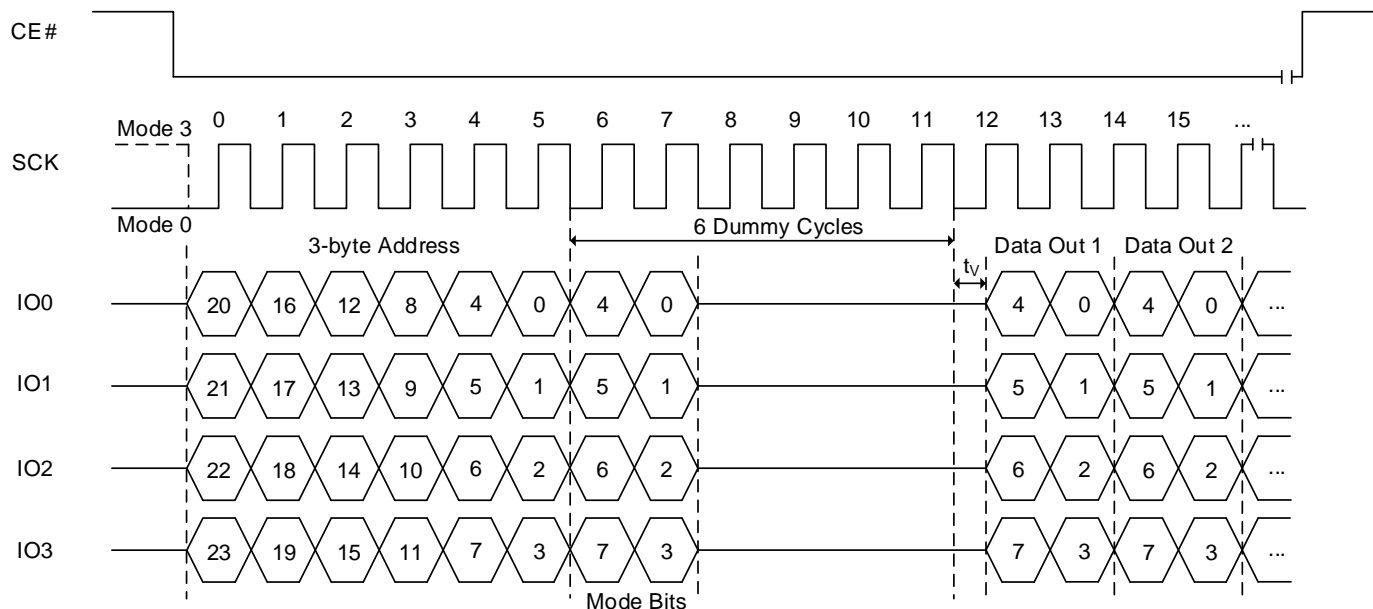 CE#
Mode 3 0 1 2 3 4 5 6 7 8 9 10 11 12 13 14 15 ...
SCK
Mode 0
6 Dummy Cycles
3-byte Address Data Out 1 Data Out 2
tV
IO0 20 16 12 8 4 0 4 0 4 0 4 0 ...
IO1 21 17 13 9 5 1 5 1 5 1 5 1 ...
IO2 22 18 14 10 6 2 6 2 6 2 6 2 ...
IO3 23 19 15 11 7 3 7 3 7 3 7 3 ...
Mode Bits